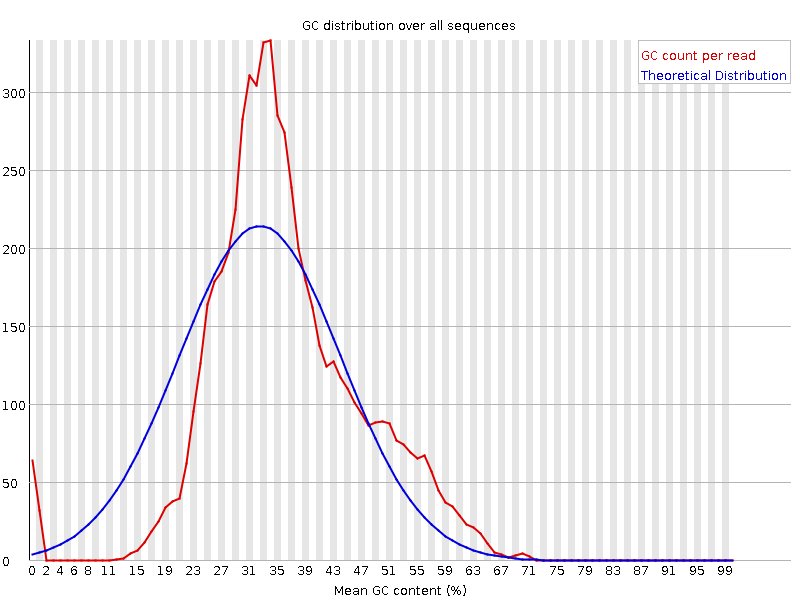 GC distribution over all sequences
GC count per read
Theoretical Distribution
300
250
200
150
100
50
0
0 2 4 6 8 11 15 19 23 27 31 35 39 43 47 51 55 59 63 67 71 75 79 83 87 91 95 99
Mean GC content (%)